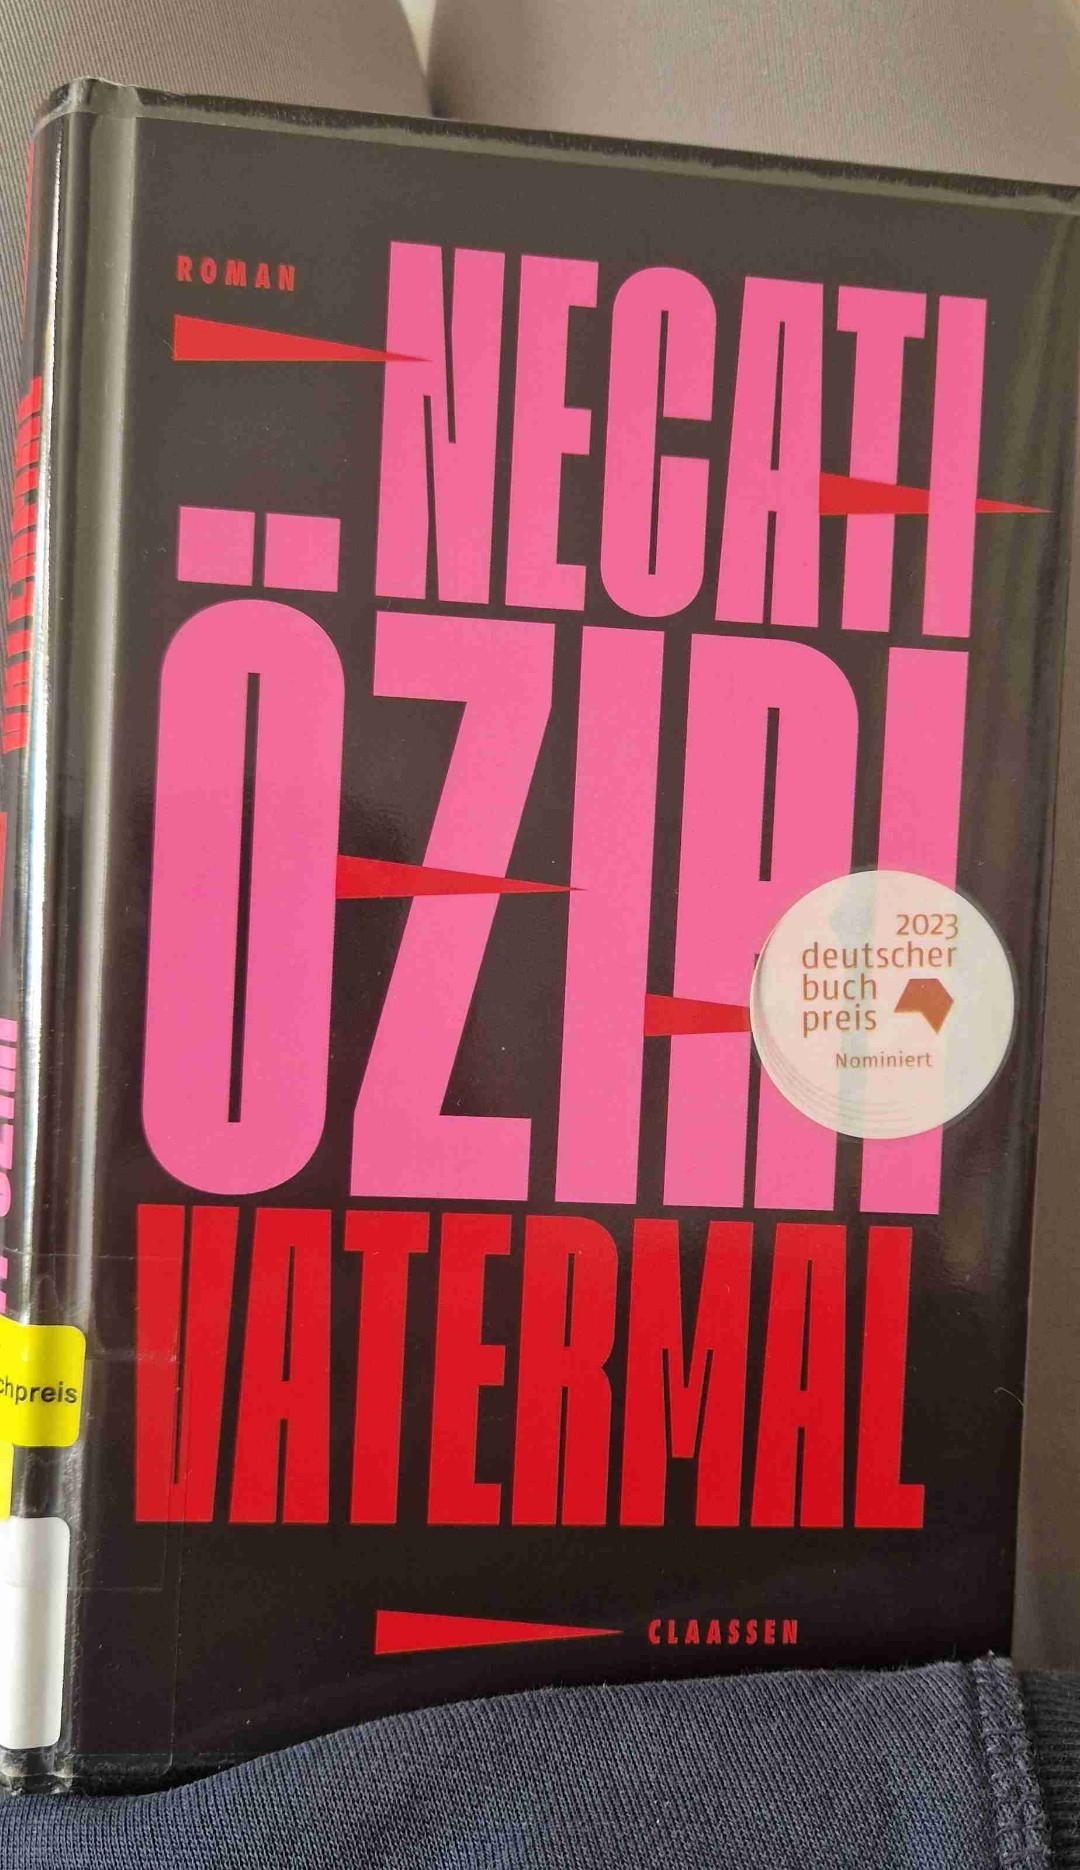 ROMAN
NECATI
ÖZIRI
2023
deutscher
buch
preis
Nominiert
VATERMAL
CLAASSEN
chpreis